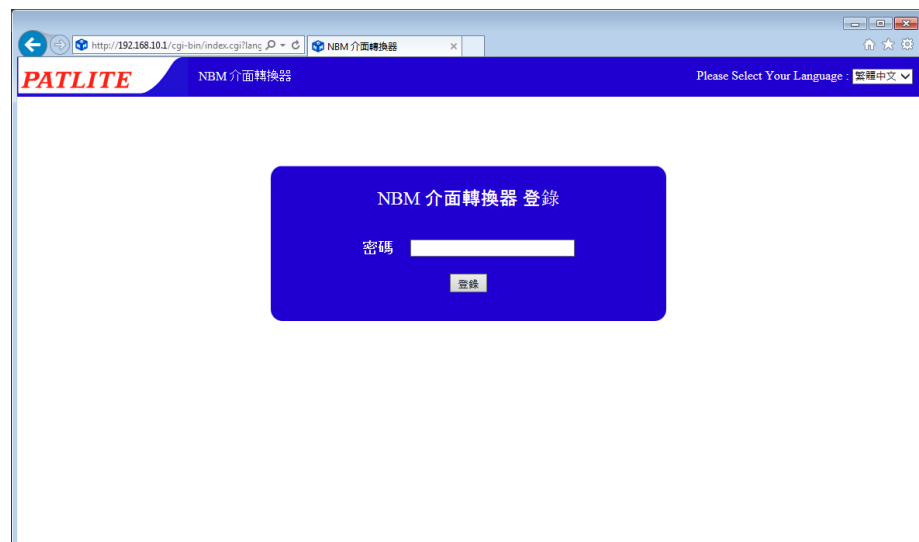 http://192.168.10.1/cgi-bin/index.cgi?lang
NBM 介面轉換器
PATLITE
NBM 介面轉換器
Please Select Your Language : 繁體中文
NBM 介面轉換器 登錄
密碼
登錄